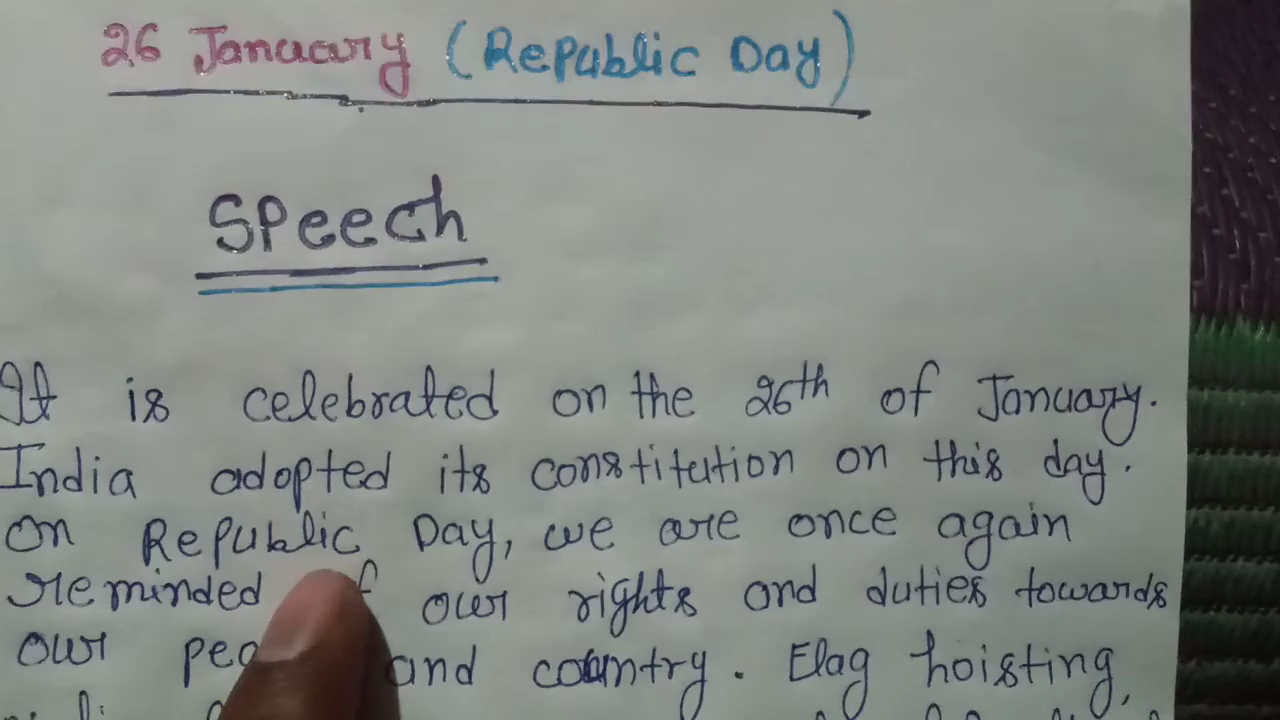 26 January (Republic Day)
Speech
It is celebrated on the 26th of January.
India adopted its constitution on this day.
On Republic Day, we are once again
reminded of our rights and duties towards
our and country. Flag hoisting,